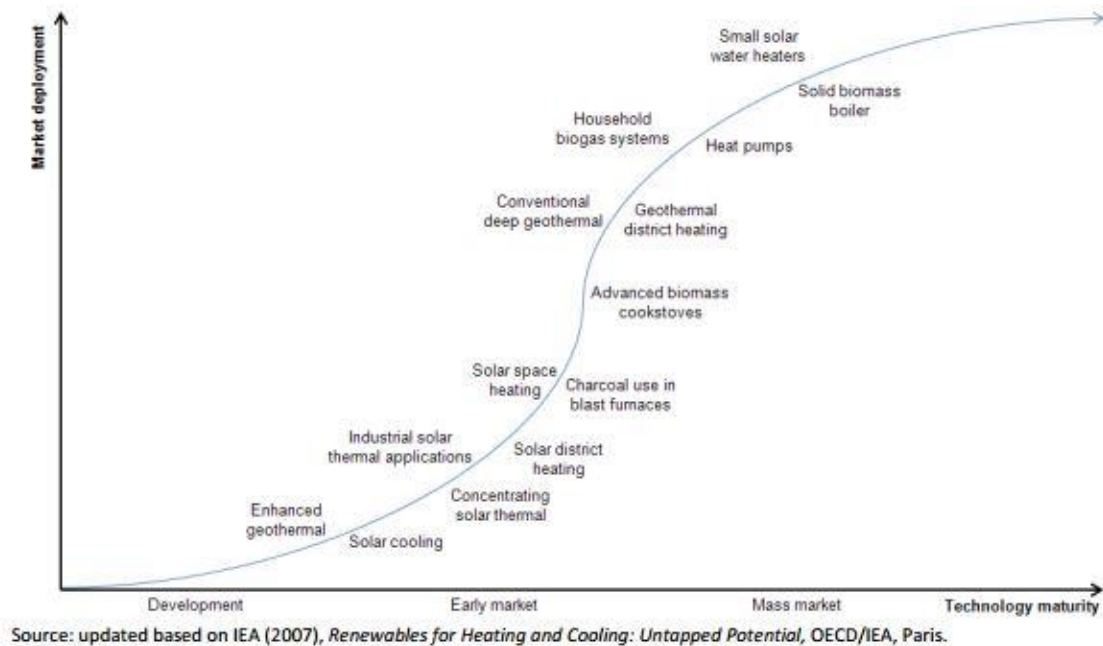 Market deployment
Small solar
water heaters
Solid biomass
boiler
Household
biogas systems
Heat pumps
Conventional
deep geothermal
Geothermal
district heating
Advanced biomass
cookstoves
Solar space
heating
Charcoal use in
blast furnaces
Industrial solar
thermal applications
Solar district
heating
Concentrating
solar thermal
Enhanced
geothermal
Solar cooling
Development
Early market
Mass market
Technology maturity
Source: updated based on IEA (2007), Renewables for Heating and Cooling: Untapped Potential, OECD/IEA, Paris.